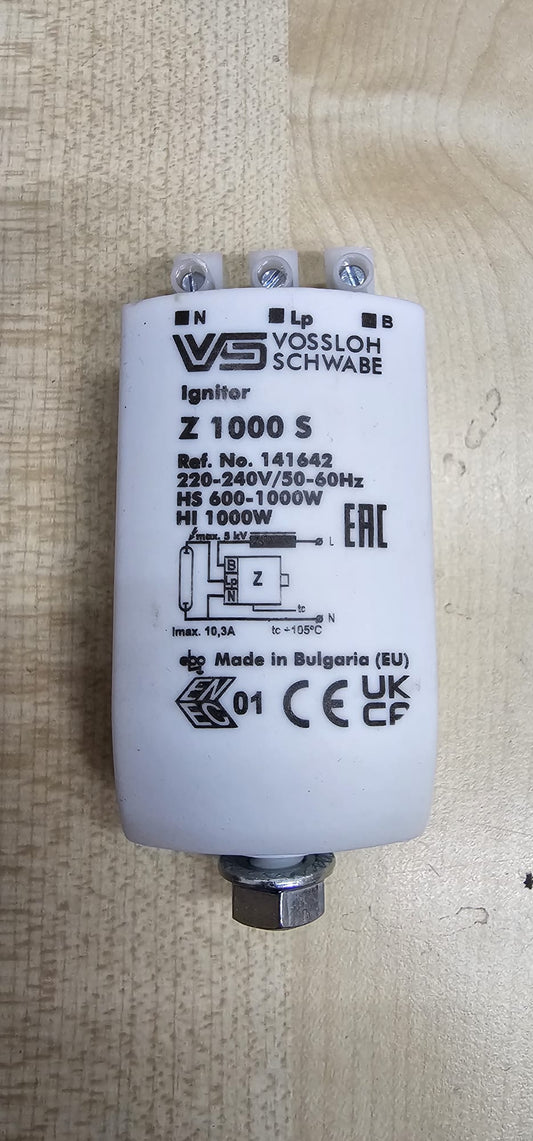 N Lp B
VS VOSSLOH
SCHWABE
Ignitor
Z 1000 S
Ref. No. 141642
220-240V/50-60Hz
HS 600-1000W
HI 1000W
EAC
max. 5 kV L
B
Lp Z
N
tc
N
Imax. 10,3A tc -105°C
Made in Bulgaria (EU)
EN
EC 01 CE UK
CA